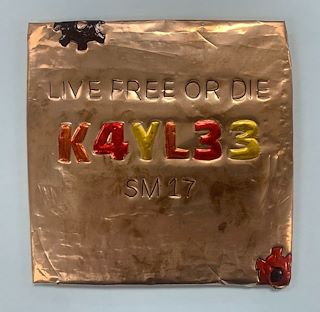 LIVE FREE OR DIE
K4YL33
SM 17